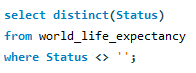 select distinct(Status)
from world_life_expectancy
where Status <> '';